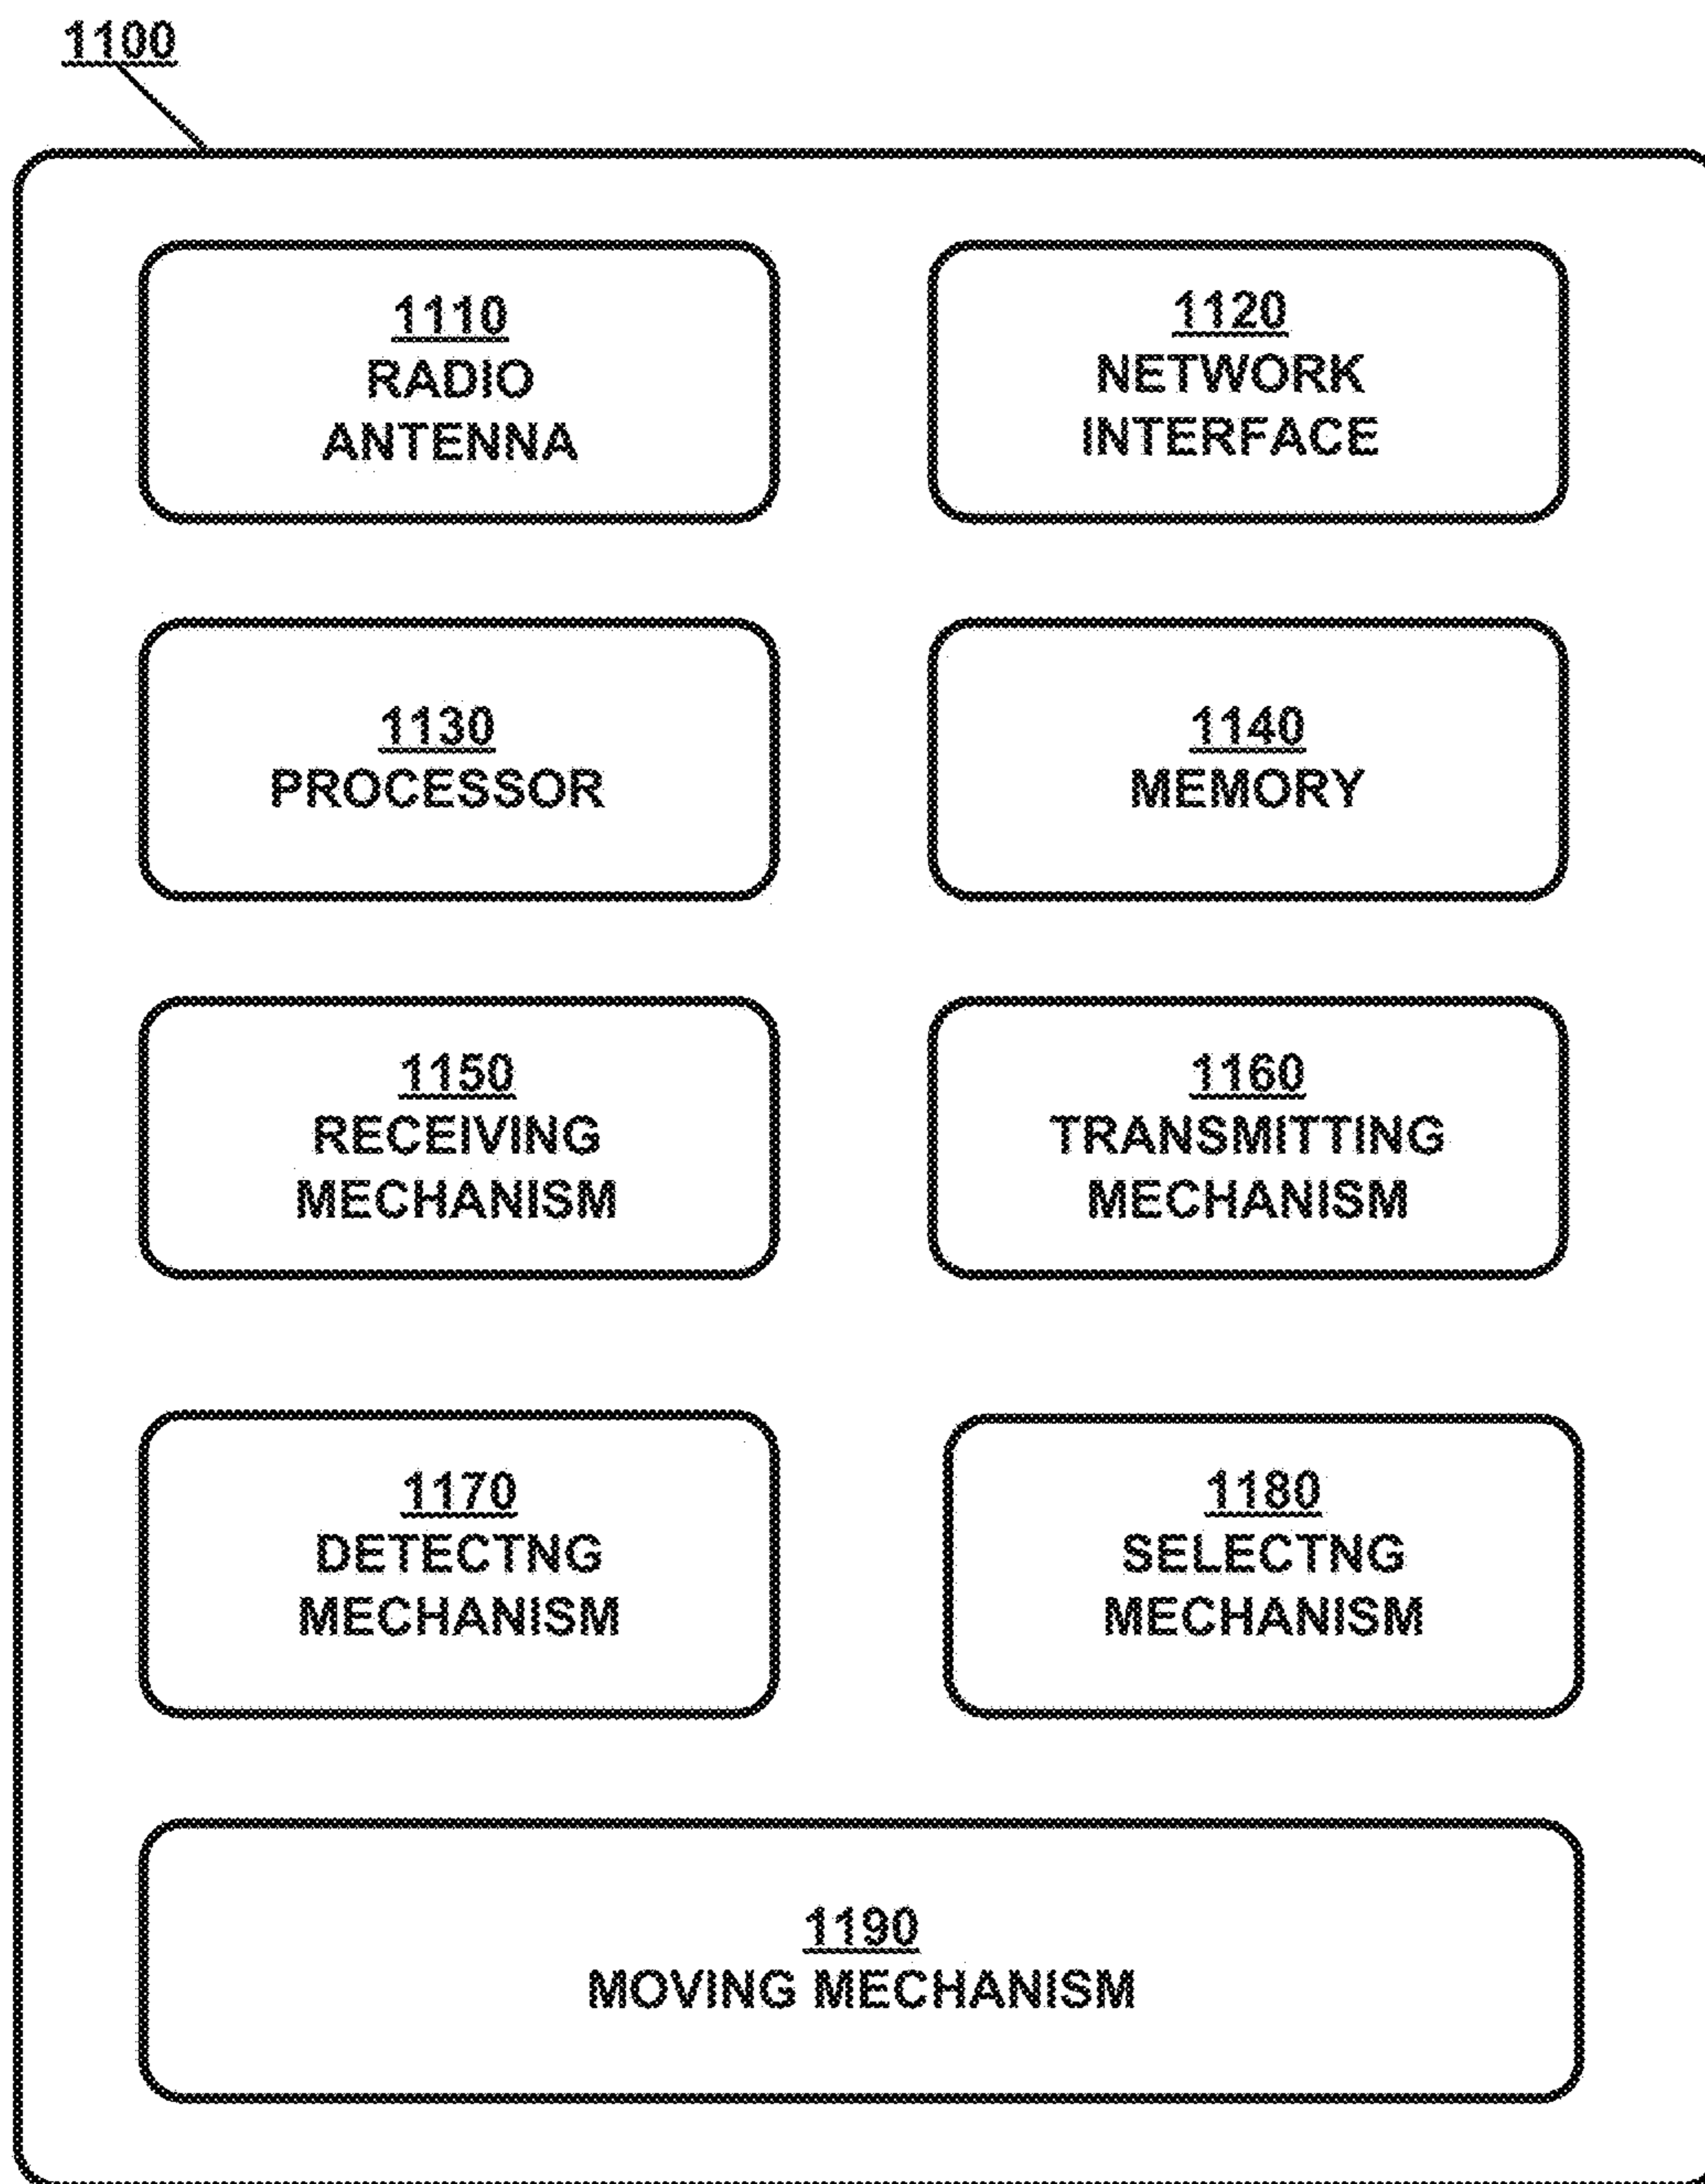 1100
1110
RADIO
ANTENNA
1120
NETWORK
INTERFACE
1130
PROCESSOR
1140
MEMORY
1150
RECEIVING
MECHANISM
1160
TRANSMITTING
MECHANISM
1170
DETECTNG
MECHANISM
1180
SELECTNG
MECHANISM
1190
MOVING MECHANISM